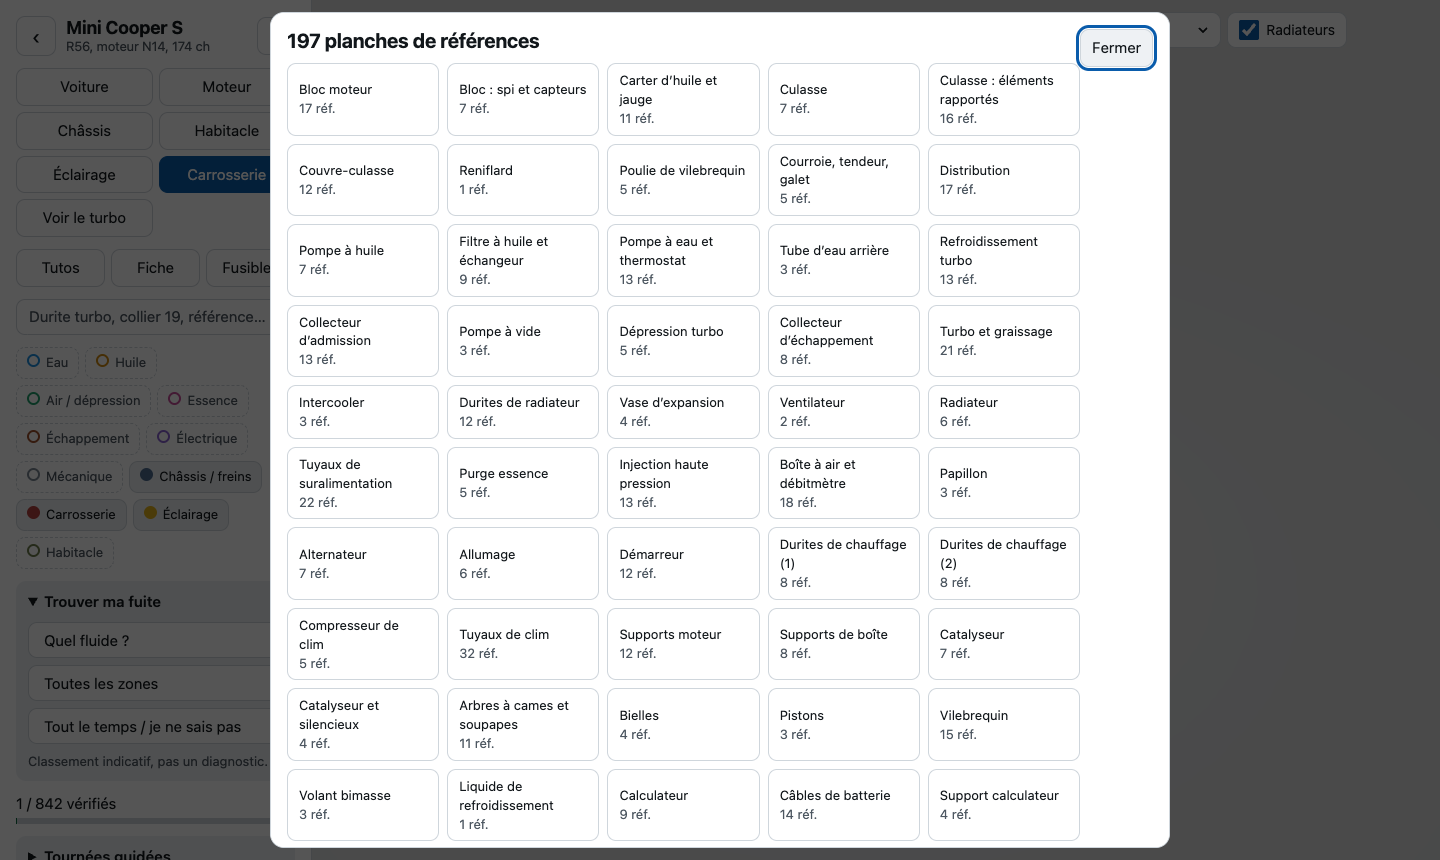 ‹
Mini Cooper S
R56, moteur N14, 174 ch
Voiture
Moteur
Châssis
Habitacle
Éclairage
Carrosserie
Voir le turbo
Tutos
Fiche
Fusible
Durite turbo, collier 19, référence...
Eau
Huile
Air / dépression
Essence
Échappement
Électrique
Mécanique
Châssis / freins
Carrosserie
Éclairage
Habitacle
▼ Trouver ma fuite
Quel fluide ?
Toutes les zones
Tout le temps / je ne sais pas
Classement indicatif, pas un diagnostic.
1 / 842 vérifiés
▶ Tournées guidées
Radiateurs
197 planches de références
Fermer
Bloc moteur
17 réf.
Bloc : spi et capteurs
7 réf.
Carter d’huile et
jauge
11 réf.
Culasse
7 réf.
Culasse : éléments
rapportés
16 réf.
Couvre-culasse
12 réf.
Reniflard
1 réf.
Poulie de vilebrequin
5 réf.
Courroie, tendeur,
galet
5 réf.
Distribution
17 réf.
Pompe à huile
7 réf.
Filtre à huile et
échangeur
9 réf.
Pompe à eau et
thermostat
13 réf.
Tube d’eau arrière
3 réf.
Refroidissement
turbo
13 réf.
Collecteur
d’admission
13 réf.
Pompe à vide
3 réf.
Dépression turbo
5 réf.
Collecteur
d’échappement
8 réf.
Turbo et graissage
21 réf.
Intercooler
3 réf.
Durites de radiateur
12 réf.
Vase d’expansion
4 réf.
Ventilateur
2 réf.
Radiateur
6 réf.
Tuyaux de
suralimentation
22 réf.
Purge essence
5 réf.
Injection haute
pression
13 réf.
Boîte à air et
débitmètre
18 réf.
Papillon
3 réf.
Alternateur
7 réf.
Allumage
6 réf.
Démarreur
12 réf.
Durites de chauffage
(1)
8 réf.
Durites de chauffage
(2)
8 réf.
Compresseur de
clim
5 réf.
Tuyaux de clim
32 réf.
Supports moteur
12 réf.
Supports de boîte
8 réf.
Catalyseur
7 réf.
Catalyseur et
silencieux
4 réf.
Arbres à cames et
soupapes
11 réf.
Bielles
4 réf.
Pistons
3 réf.
Vilebrequin
15 réf.
Volant bimasse
3 réf.
Liquide de
refroidissement
1 réf.
Calculateur
9 réf.
Câbles de batterie
14 réf.
Support calculateur
4 réf.